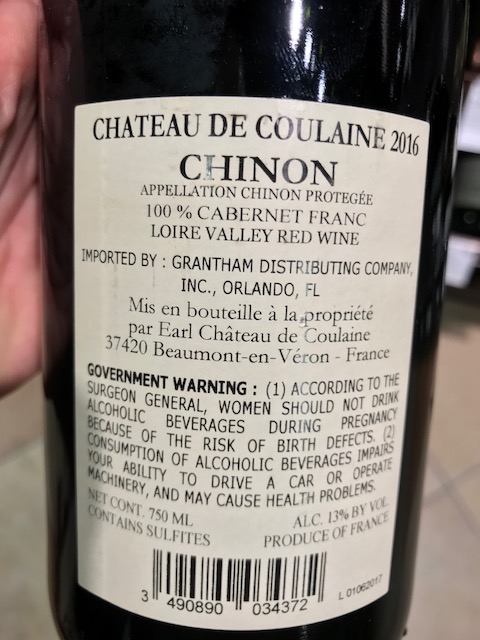 CHATEAU DE COULAINE 2016
CHINON
APPELLATION CHINON PROTEGÉE
100 % CABERNET FRANC
LOIRE VALLEY RED WINE
IMPORTED BY : GRANTHAM DISTRIBUTING COMPANY,
INC., ORLANDO, FL
Mis en bouteille à la propriété
par Earl Château de Coulaine
37420 Beaumont-en-Véron - France
GOVERNMENT WARNING : (1) ACCORDING TO THE
SURGEON GENERAL, WOMEN SHOULD NOT DRINK
ALCOHOLIC BEVERAGES DURING PREGNANCY
BECAUSE OF THE RISK OF BIRTH DEFECTS. (2)
CONSUMPTION OF ALCOHOLIC BEVERAGES IMPAIRS
YOUR ABILITY TO DRIVE A CAR OR OPERATE
MACHINERY, AND MAY CAUSE HEALTH PROBLEMS.
NET CONT. 750 ML
CONTAINS SULFITES
ALC. 13% BY VOL.
PRODUCE OF FRANCE
3 490890 034372
L 01062017